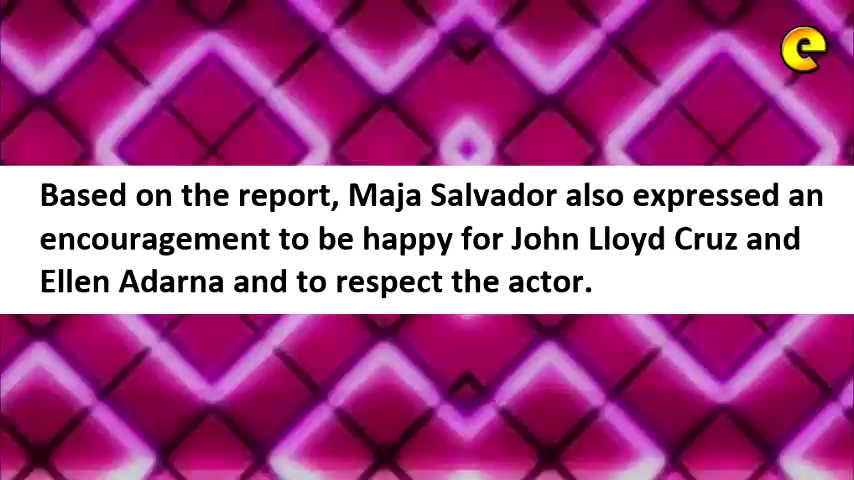 e
Based on the report, Maja Salvador also expressed an
encouragement to be happy for John Lloyd Cruz and
Ellen Adarna and to respect the actor.